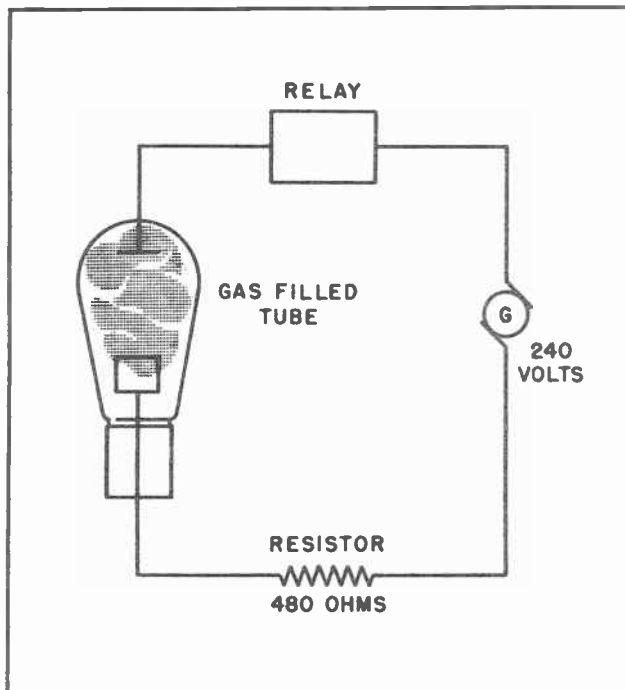 RELAY
GAS FILLED
TUBE
G
240
VOLTS
RESISTOR
480 OHMS